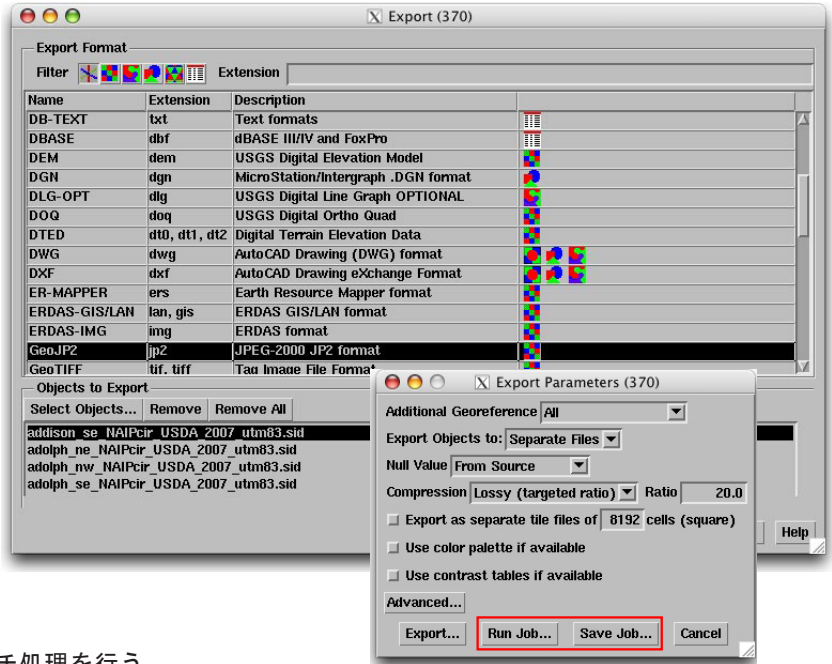 Export (370)
Export Format
Filter Extension
Name Extension Description
DB-TEXT txt Text formats
DBASE dbf dBASE III/IV and FoxPro
DEM dem USGS Digital Elevation Model
DGN dgn MicroStation/Intergraph .DGN format
DLG-OPT dlg USGS Digital Line Graph OPTIONAL
DOQ doq USGS Digital Ortho Quad
DTED dt0, dt1, dt2 Digital Terrain Elevation Data
DWG dwg AutoCAD Drawing (DWG) format
DXF dxf AutoCAD Drawing eXchange Format
ER-MAPPER ers Earth Resource Mapper format
ERDAS-GIS/LAN lan, gis ERDAS GIS/LAN format
ERDAS-IMG img ERDAS format
GeoJP2 jp2 JPEG-2000 JP2 format
GeoTIFF tif, tiff Tag Image File Format
Objects to Export
Select Objects... Remove Remove All
addison_se_NAIPcir_USDA_2007_utm83.sid
adolph_ne_NAIPcir_USDA_2007_utm83.sid
adolph_nw_NAIPcir_USDA_2007_utm83.sid
adolph_se_NAIPcir_USDA_2007_utm83.sid
Help
Export Parameters (370)
Additional Georeference All
Export Objects to: Separate Files
Null Value From Source
Compression Lossy (targeted ratio) Ratio 20.0
Export as separate tile files of 8192 cells (square)
Use color palette if available
Use contrast tables if available
Advanced...
Export... Run Job... Save Job... Cancel
処理を行う